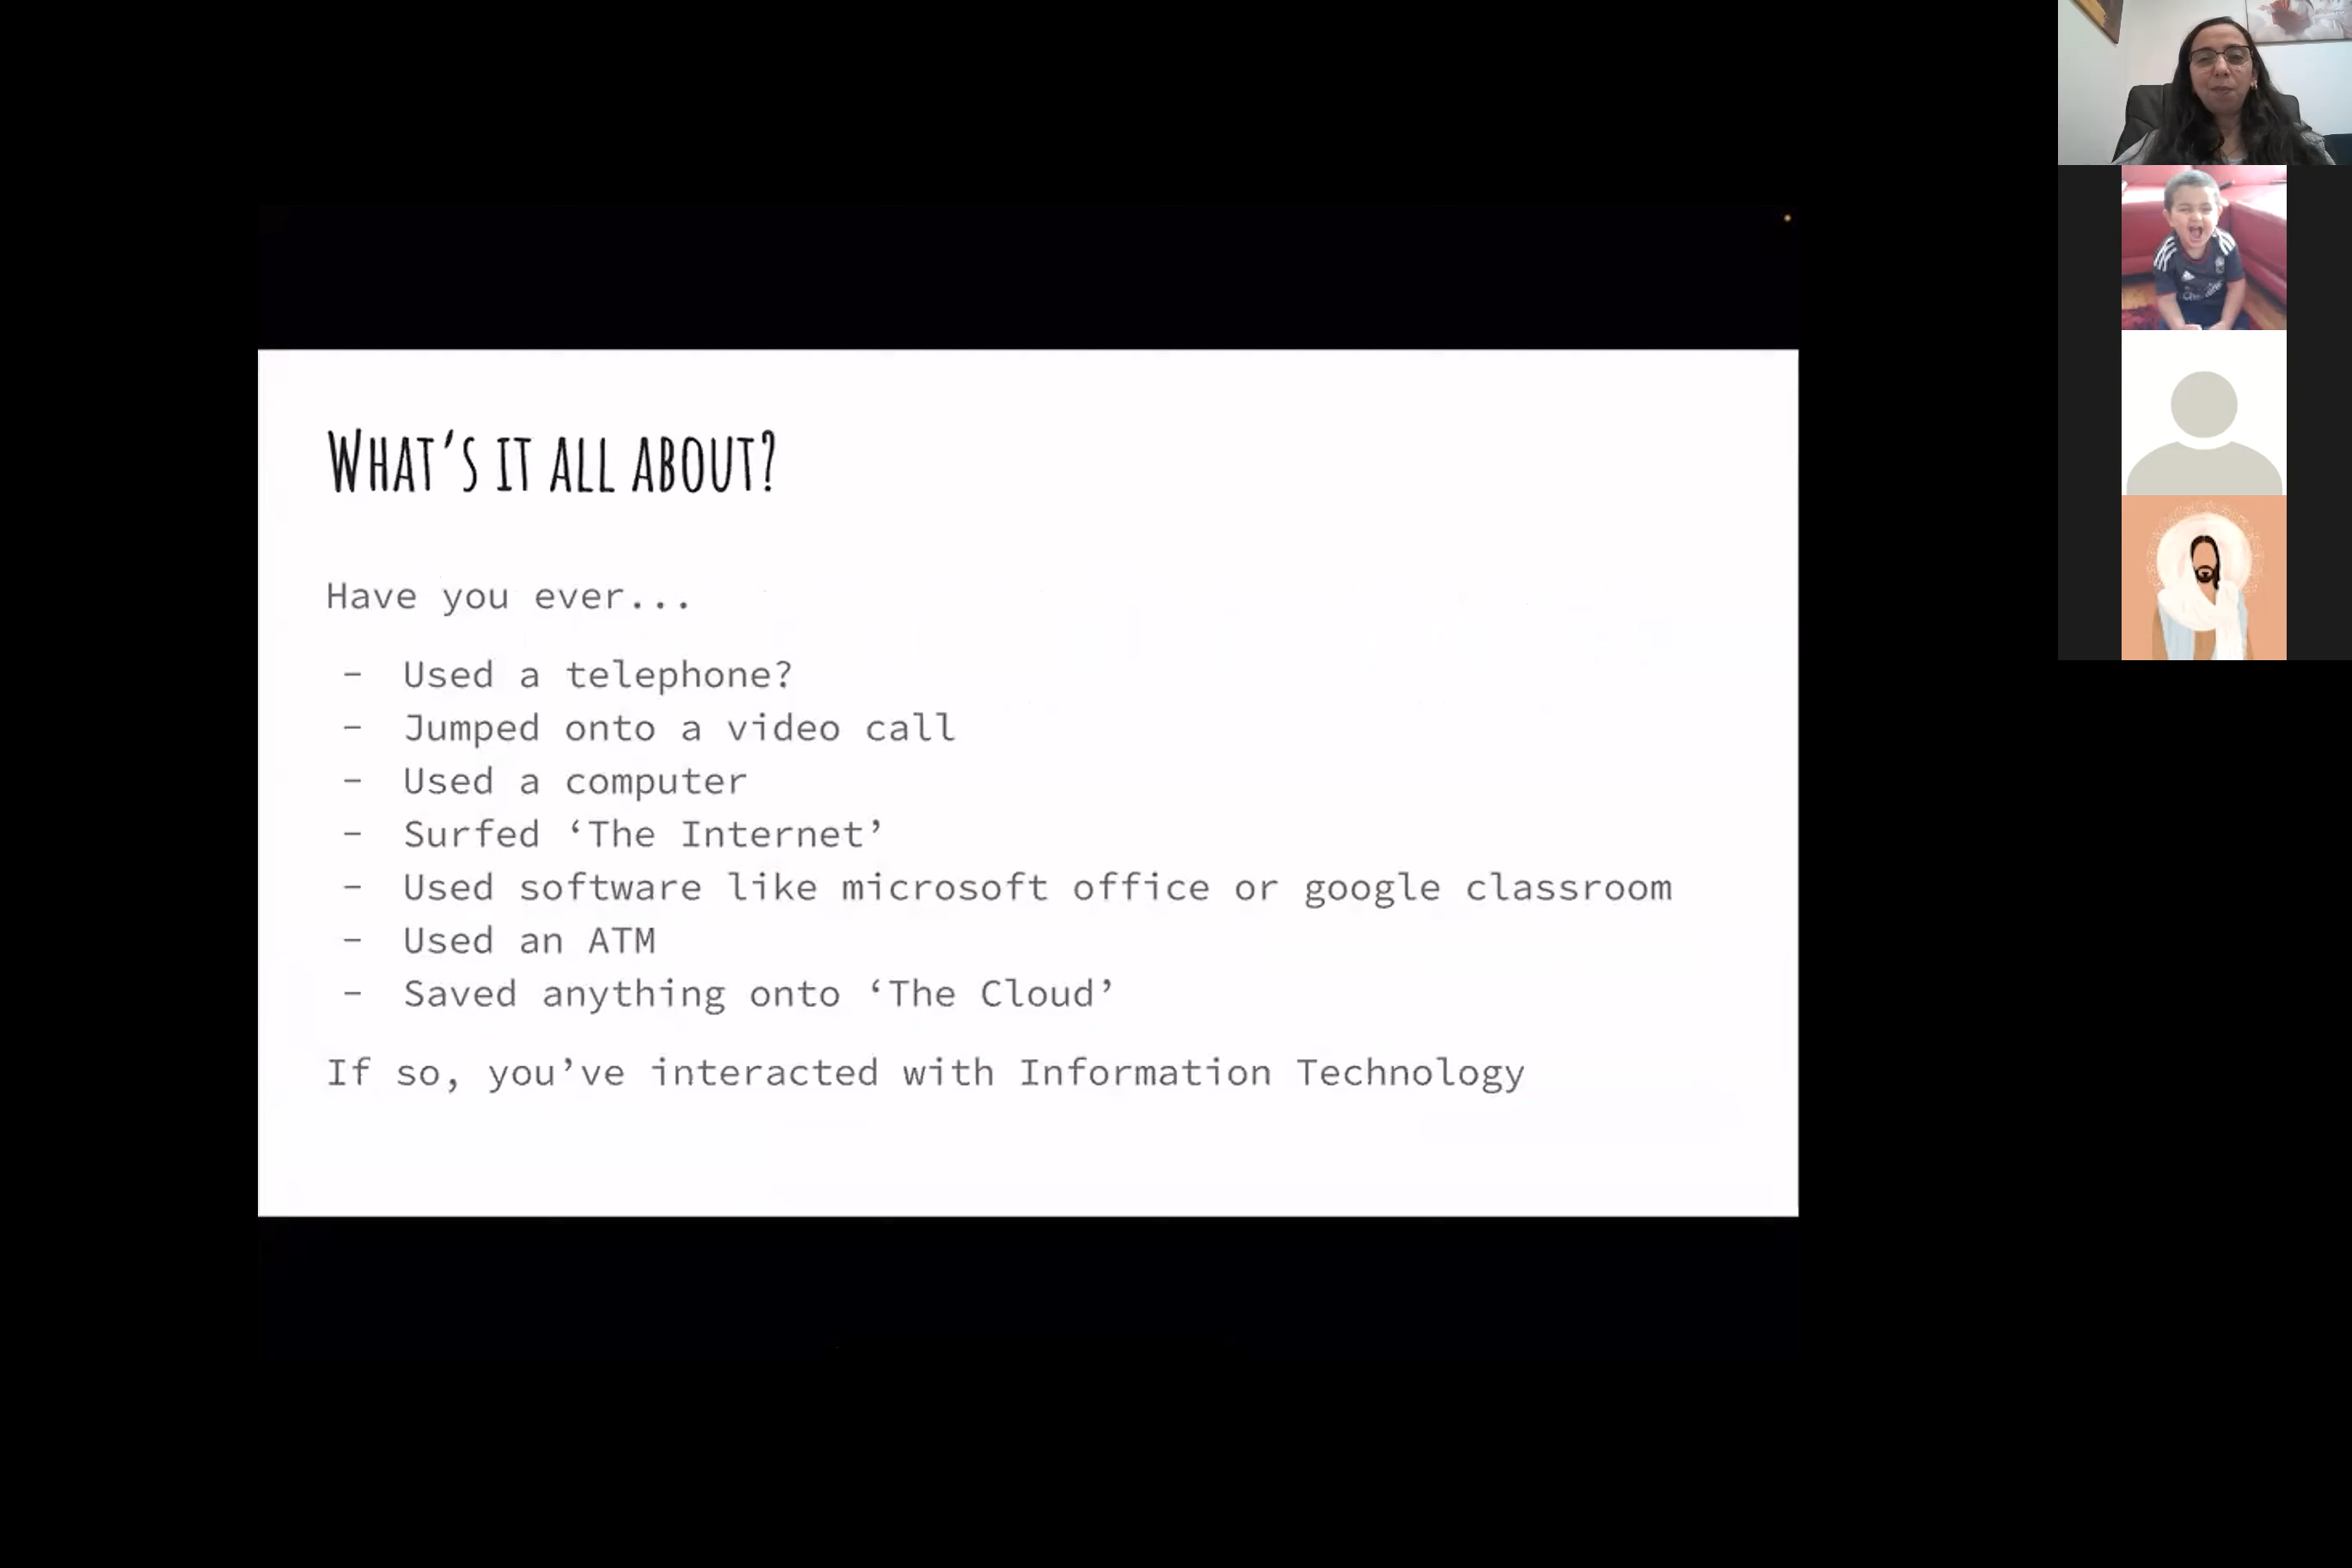 WHAT'S IT ALL ABOUT?
Have you ever...
- Used a telephone?
- Jumped onto a video call
- Used a computer
- Surfed ‘The Internet’
- Used software like microsoft office or google classroom
- Used an ATM
- Saved anything onto ‘The Cloud’
If so, you’ve interacted with Information Technology